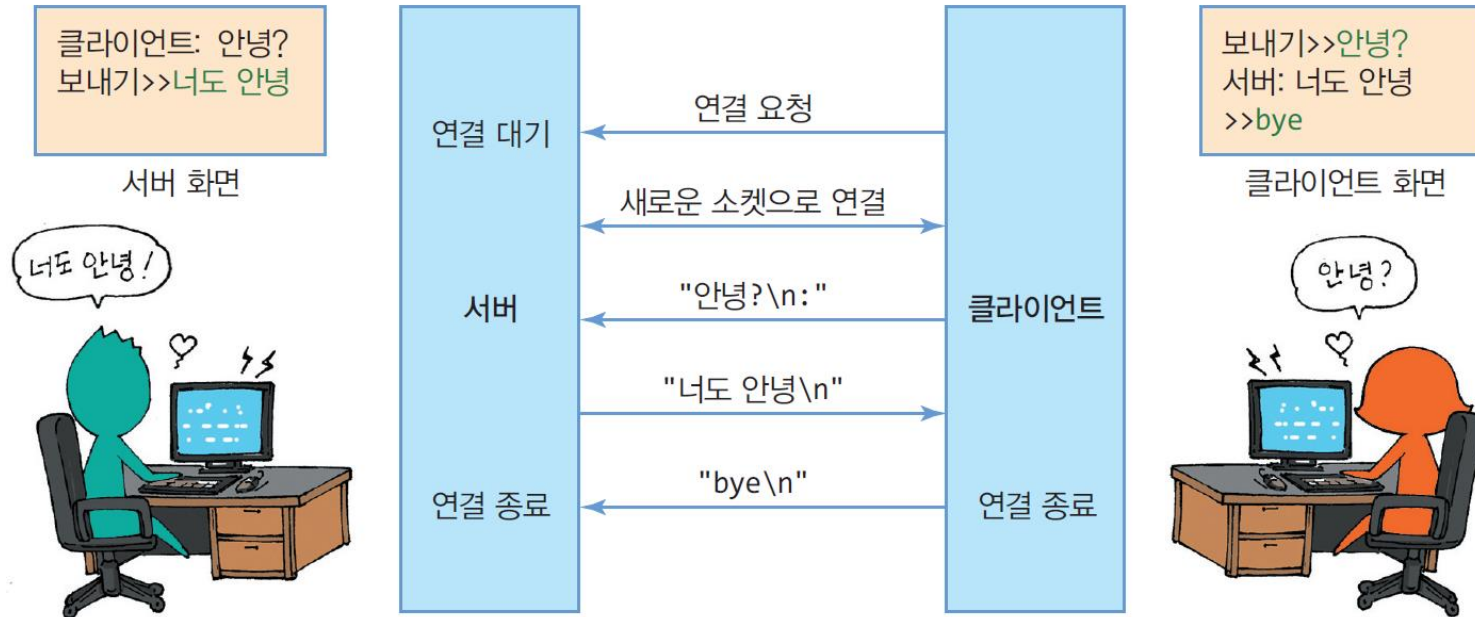 클라이언트: 안녕?
보내기>>너도 안녕
서버 화면
너도 안녕!
연결 대기
서버
연결 종료
연결 요청
새로운 소켓으로 연결
"안녕?\n:"
"너도 안녕\n"
"bye\n"
클라이언트
연결 종료
보내기>>안녕?
서버: 너도 안녕
>>bye
클라이언트 화면
안녕?